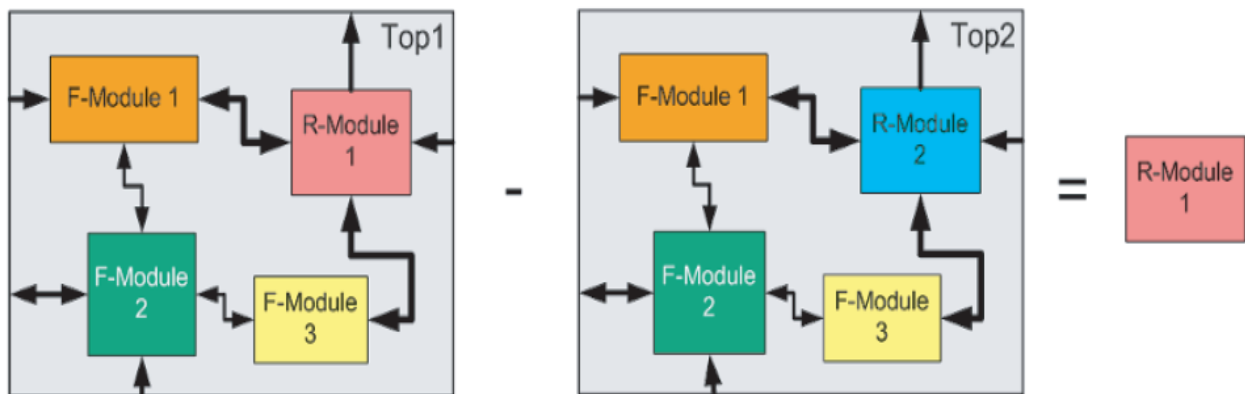 Top1
F-Module 1
R-Module
1
F-Module
2
F-Module
3
-
Top2
F-Module 1
R-Module
2
F-Module
2
F-Module
3
=
R-Module
1